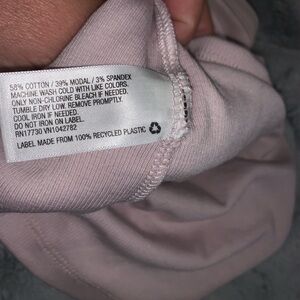 58% COTTON / 39% MODAL / 3% SPANDEX
MACHINE WASH COLD WITH LIKE COLORS.
ONLY NON-CHLORINE BLEACH IF NEEDED.
TUMBLE DRY LOW. REMOVE PROMPTLY.
COOL IRON IF NEEDED.
DO NOT IRON ON LABEL.
RN17730 VN1042782
LABEL MADE FROM 100% RECYCLED PLASTIC